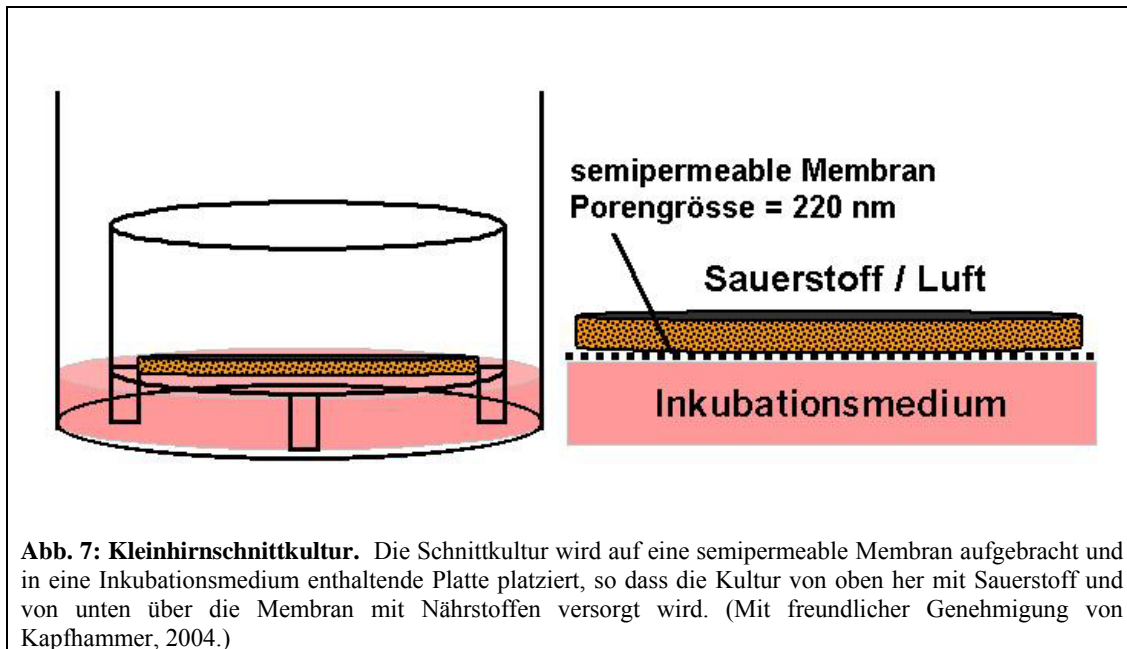 semipermeable Membran
Porengrösse = 220 nm
Sauerstoff / Luft
Inkubationsmedium
Abb. 7: Kleinhirnschnittkultur. Die Schnittkultur wird auf eine semipermeable Membran aufgebracht und
in eine Inkubationsmedium enthaltende Platte platziert, so dass die Kultur von oben her mit Sauerstoff und
von unten über die Membran mit Nährstoffen versorgt wird. (Mit freundlicher Genehmigung von
Kapfhammer, 2004.)